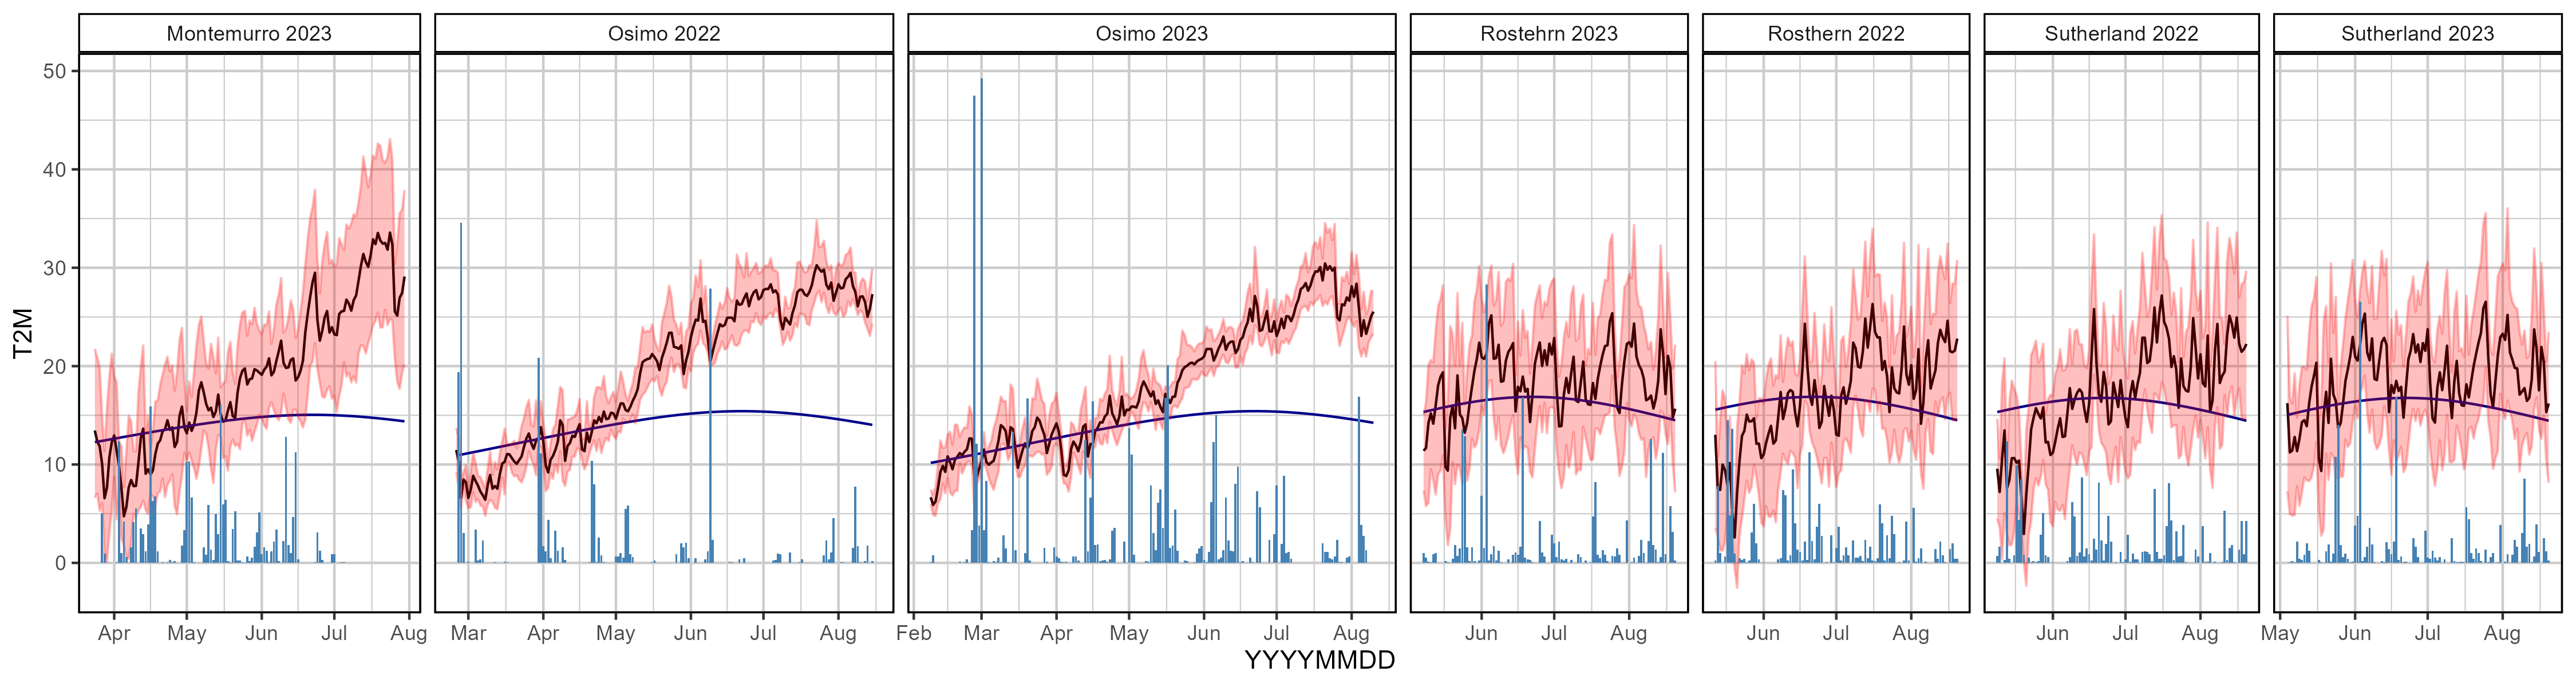 Montemurro 2023 Osimo 2022 Osimo 2023 Rostehrn 2023 Rosthern 2022 Sutherland 2022 Sutherland 2023
50
40
30
20
10
0
T2M
Apr May Jun Jul Aug Mar Apr May Jun Jul Aug Feb Mar Apr May Jun Jul Aug Jun Jul Aug Jun Jul Aug Jun Jul Aug May Jun Jul Aug
YYYYMMDD